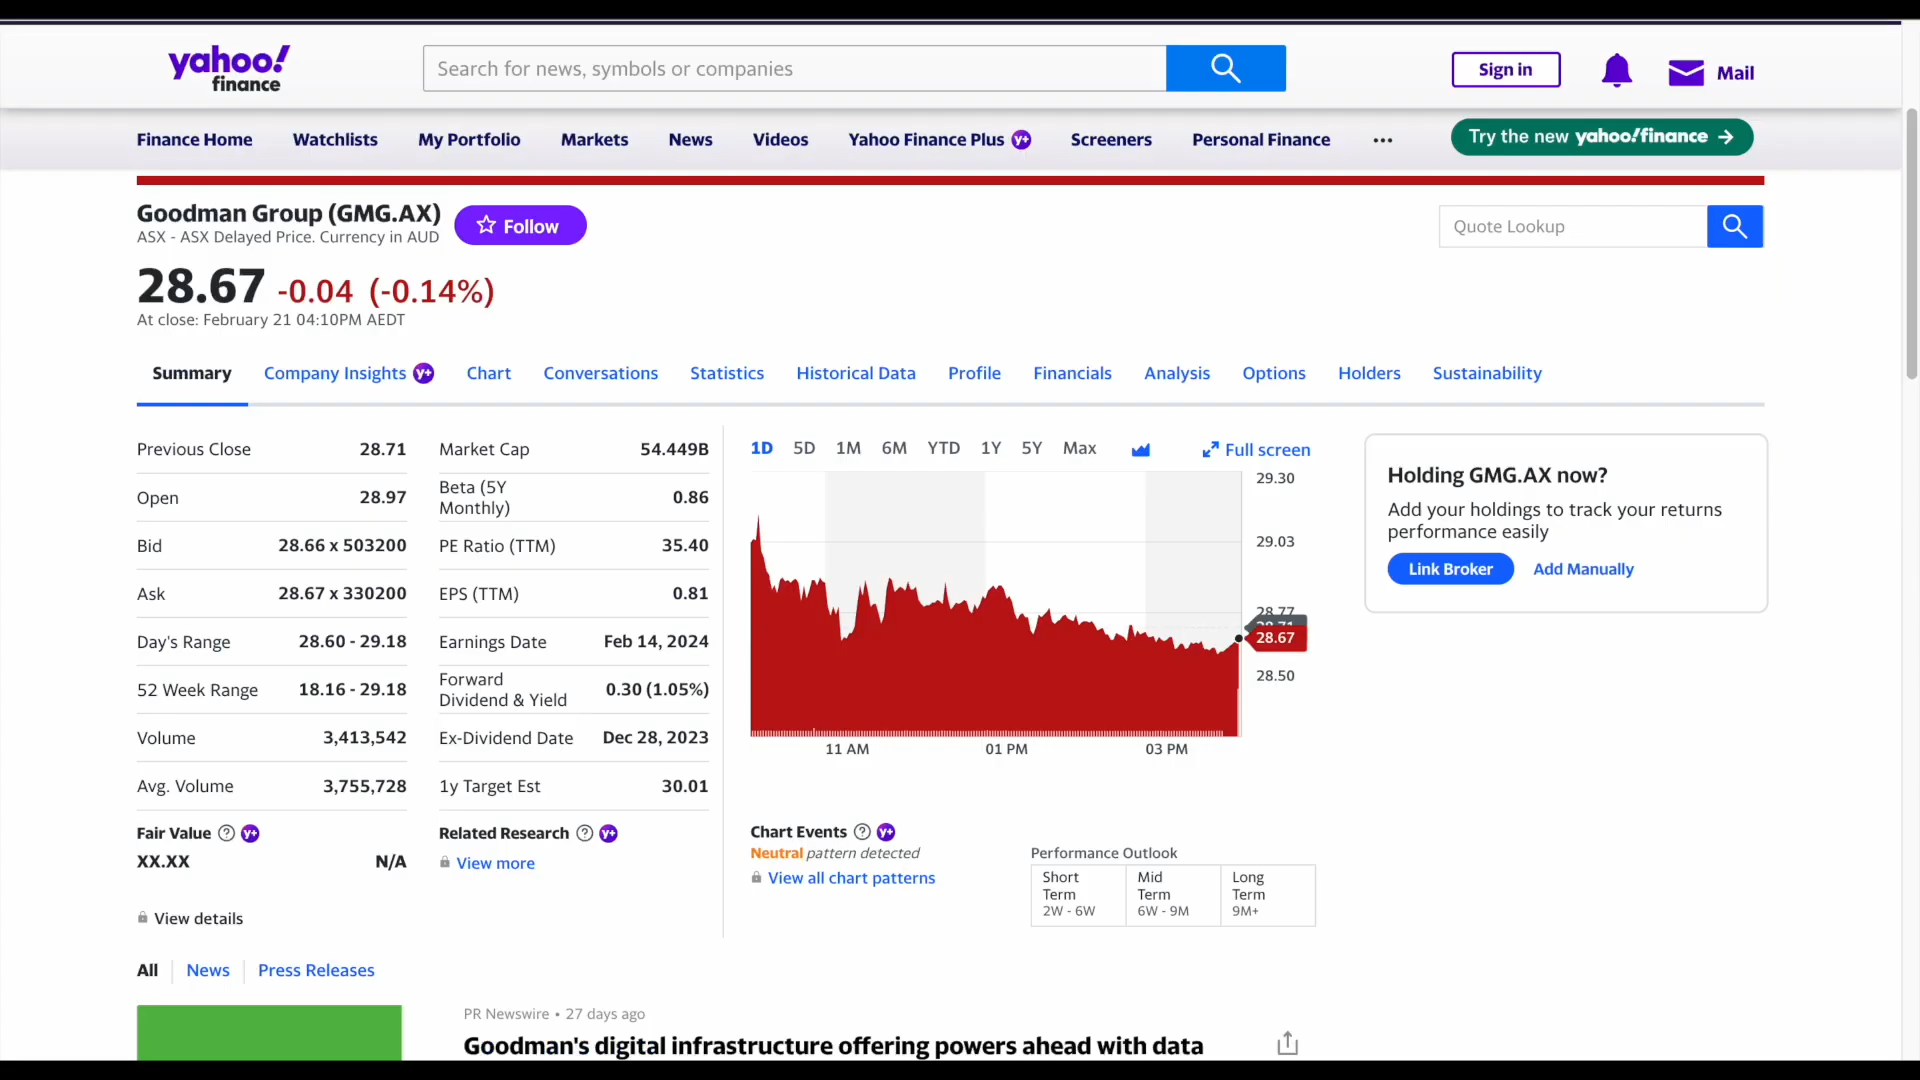 yahoo!
finance
Search for news, symbols or companies
Sign in
Mail
Finance Home
Watchlists
My Portfolio
Markets
News
Videos
Yahoo Finance Plus y+
Screeners
Personal Finance
...
Try the new yahoo!finance →
Goodman Group (GMG.AX)
Follow
ASX - ASX Delayed Price. Currency in AUD
Quote Lookup
28.67 -0.04 (-0.14%)
At close: February 21 04:10PM AEDT
Summary
Company Insights y+
Chart
Conversations
Statistics
Historical Data
Profile
Financials
Analysis
Options
Holders
Sustainability
Previous Close 28.71
Open 28.97
Bid 28.66 x 503200
Ask 28.67 x 330200
Day's Range 28.60 - 29.18
52 Week Range 18.16 - 29.18
Volume 3,413,542
Avg. Volume 3,755,728
Market Cap 54.449B
Beta (5Y
Monthly) 0.86
PE Ratio (TTM) 35.40
EPS (TTM) 0.81
Earnings Date Feb 14, 2024
Forward
Dividend & Yield 0.30 (1.05%)
Ex-Dividend Date Dec 28, 2023
1y Target Est 30.01
Fair Value ? y+
XX.XX N/A
View details
Related Research ? y+
View more
1D 5D 1M 6M YTD 1Y 5Y Max
Full screen
29.30
29.03
28.77
28.71
28.67
28.50
11 AM 01 PM 03 PM
Chart Events ? y+
Neutral pattern detected
View all chart patterns
Performance Outlook
Short
Term
2W - 6W
Mid
Term
6W - 9M
Long
Term
9M+
Holding GMG.AX now?
Add your holdings to track your returns
performance easily
Link Broker
Add Manually
All
News
Press Releases
PR Newswire • 27 days ago
Goodman's digital infrastructure offering powers ahead with data